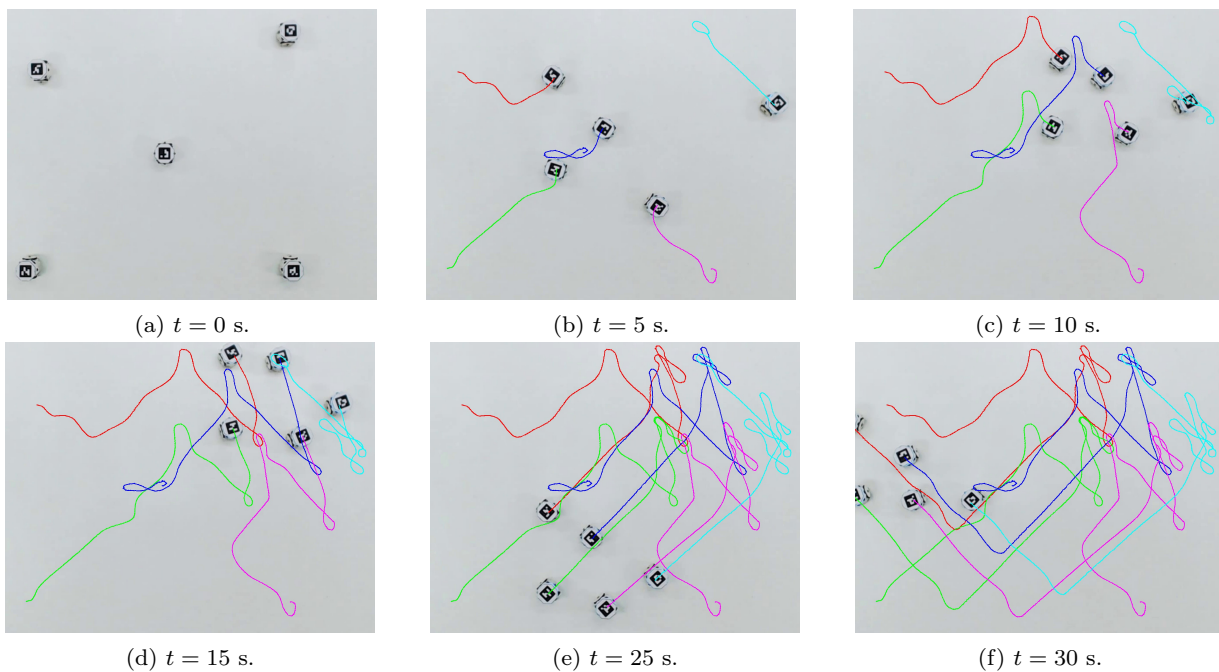 (a) t = 0 s.
(b) t = 5 s.
(c) t = 10 s.
(d) t = 15 s.
(e) t = 25 s.
(f) t = 30 s.